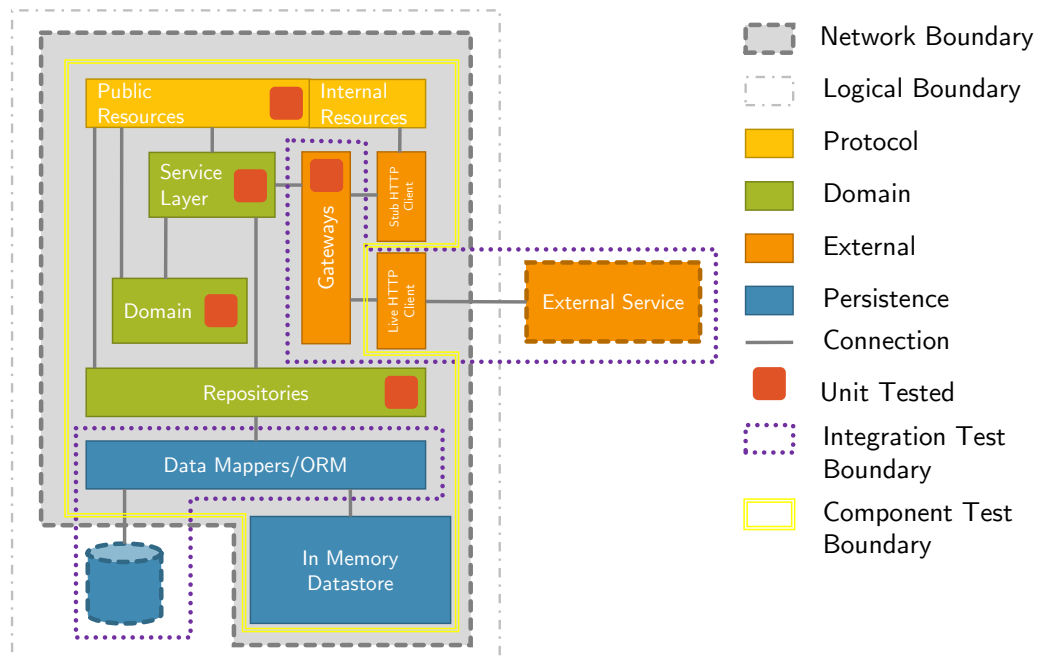 Public
Resources
Internal
Resources
Service
Layer
Gateways
Stub HTTP
Client
Live HTTP
Client
External Service
Domain
Repositories
Data Mappers/ORM
In Memory
Datastore
Network Boundary
Logical Boundary
Protocol
Domain
External
Persistence
Connection
Unit Tested
Integration Test
Boundary
Component Test
Boundary